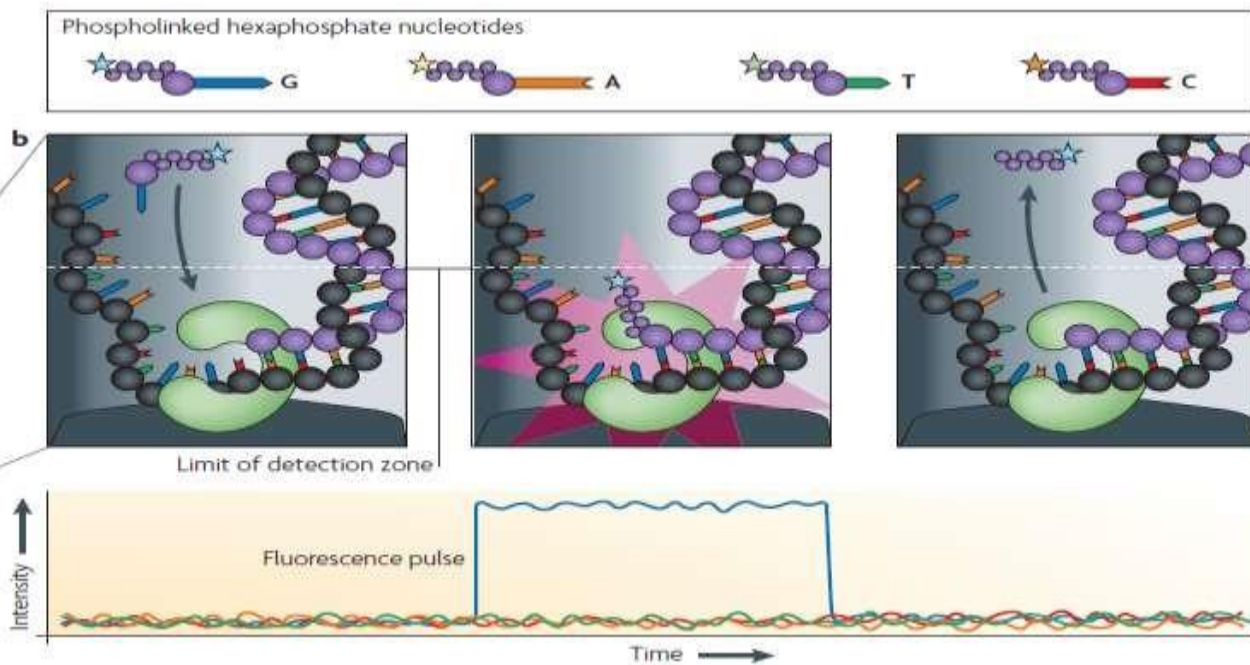 Phospholinked hexaphosphate nucleotides
G A T C
b
Limit of detection zone
Fluorescence pulse
Intensity
Time